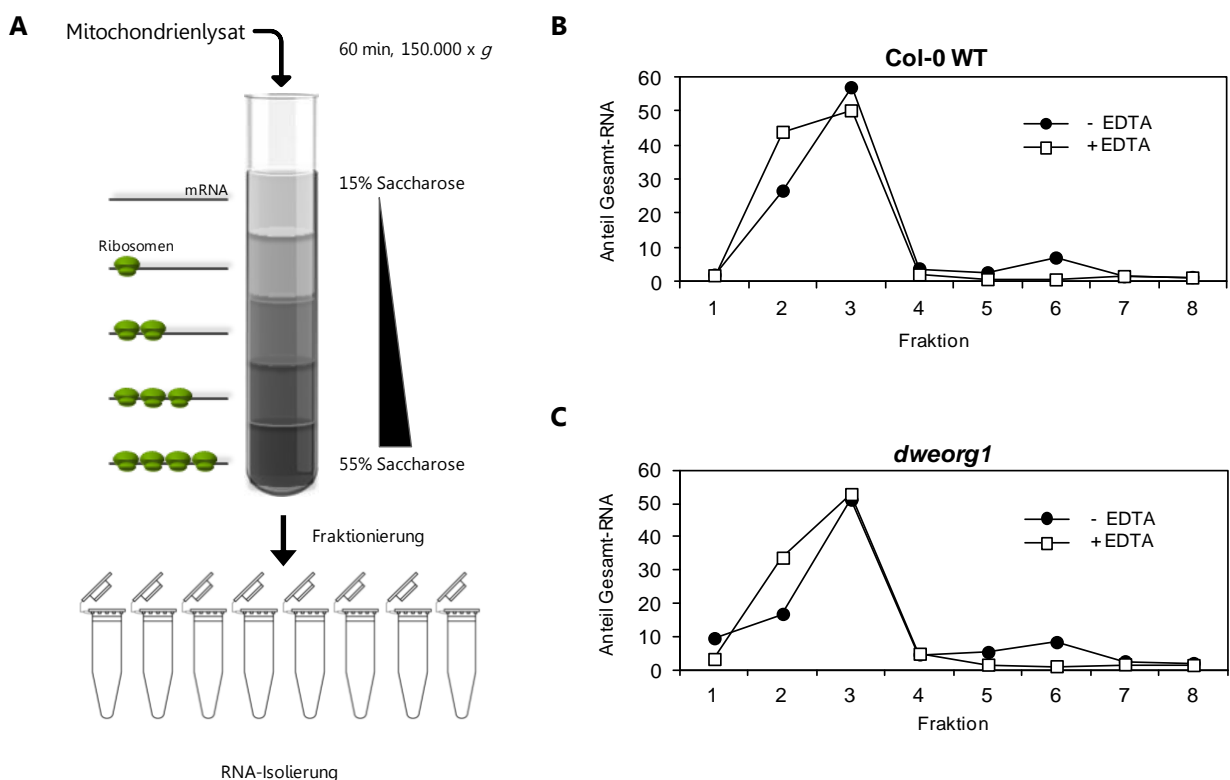 A
Mitochondrienlysat
60 min, 150.000 x g
mRNA
15% Saccharose
Ribosomen
55% Saccharose
Fraktionierung
RNA-Isolierung
B
Col-0 WT
Anteil Gesamt-RNA
60
50
40
30
20
10
0
- EDTA
+ EDTA
1 2 3 4 5 6 7 8
Fraktion
C
dweorg1
Anteil Gesamt-RNA
60
50
40
30
20
10
0
- EDTA
+ EDTA
1 2 3 4 5 6 7 8
Fraktion